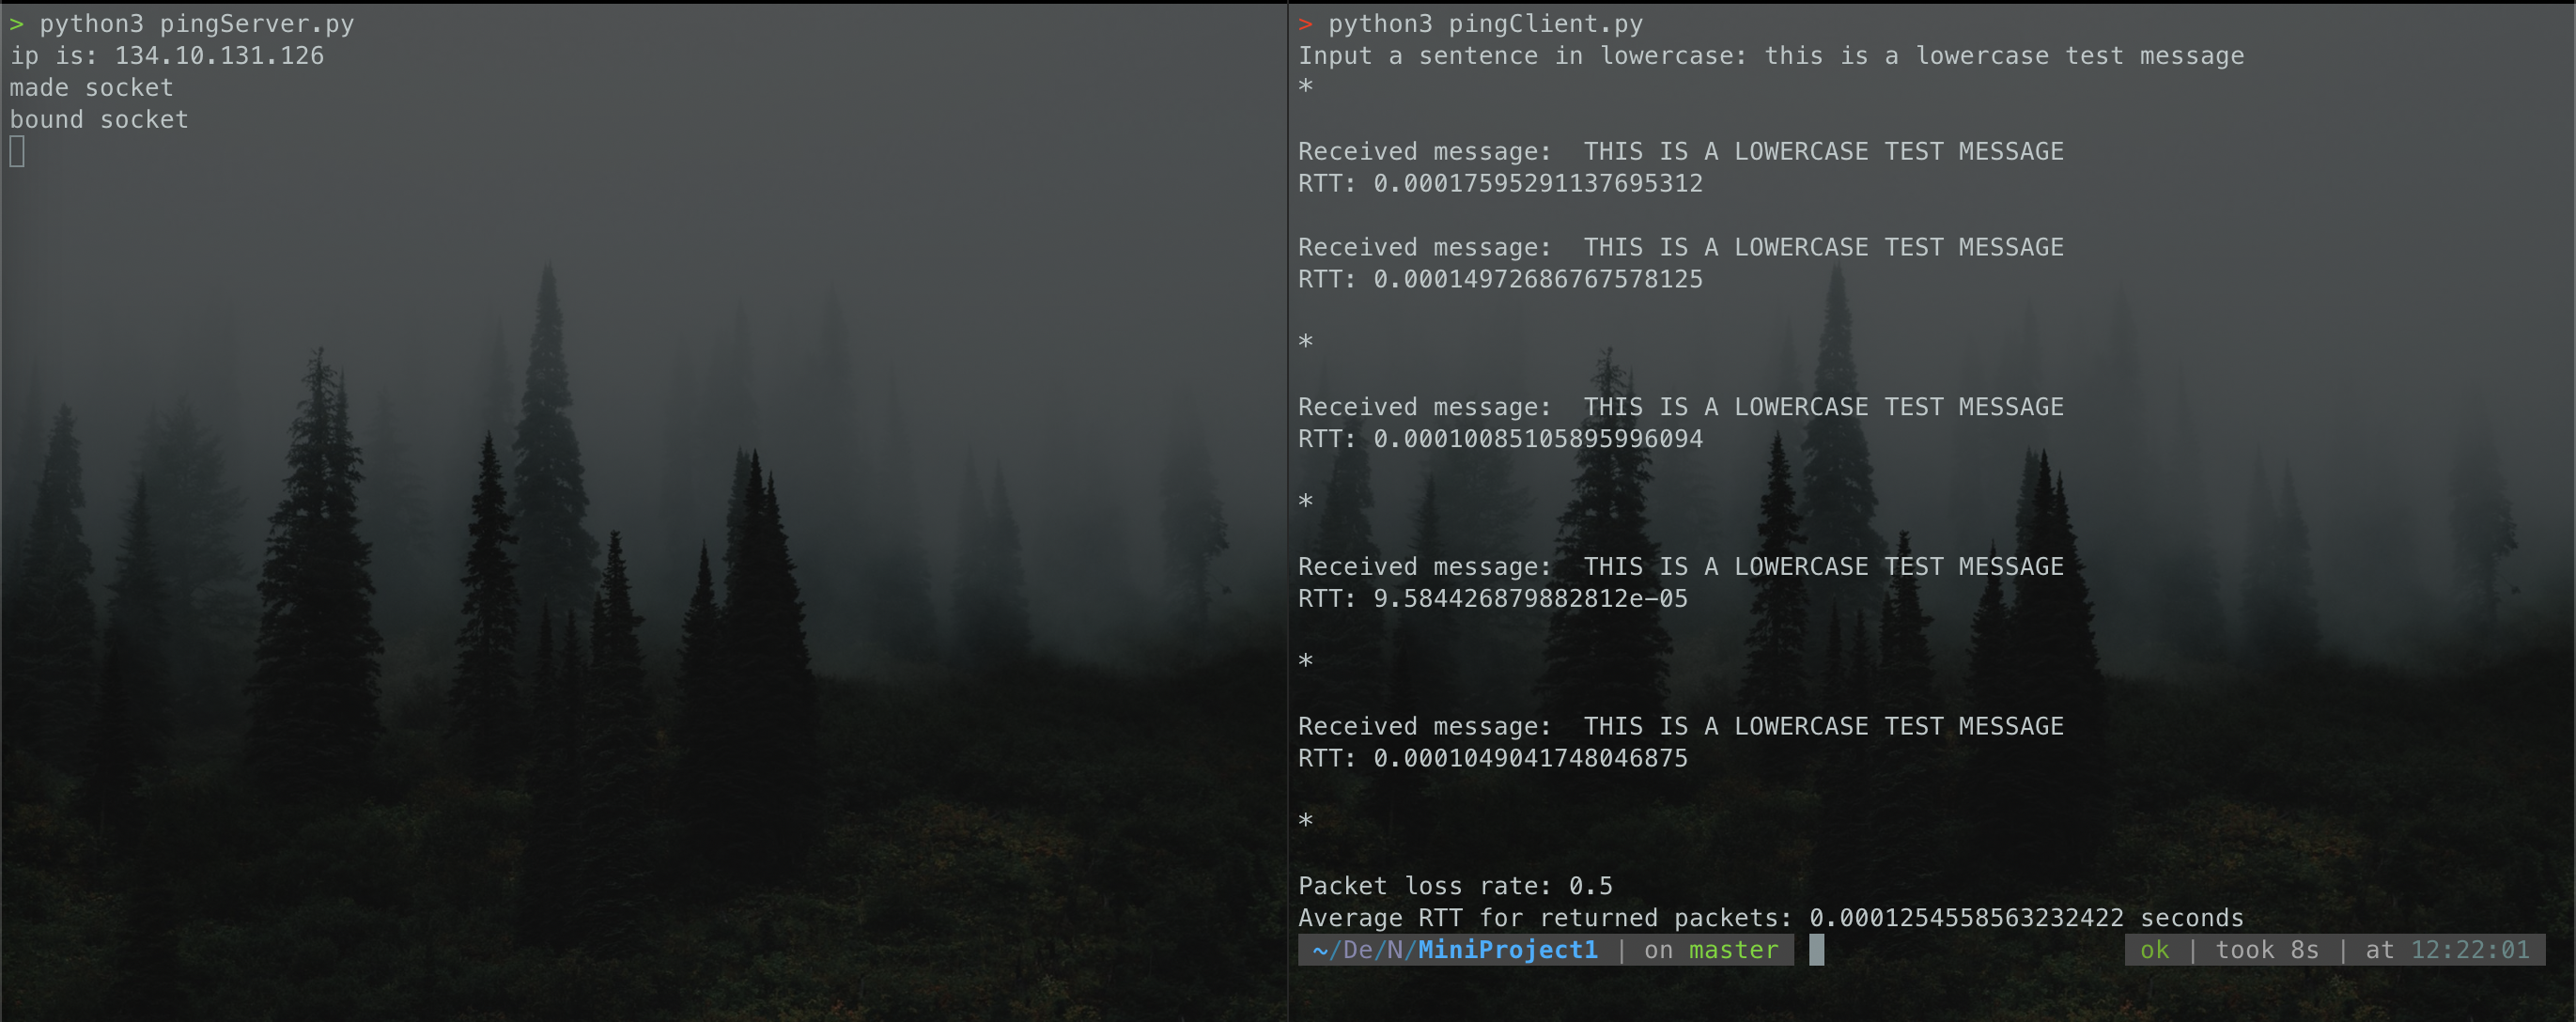 > python3 pingServer.py
ip is: 134.10.131.126
made socket
bound socket
> python3 pingClient.py
Input a sentence in lowercase: this is a lowercase test message
*
Received message:  THIS IS A LOWERCASE TEST MESSAGE
RTT: 0.00017595291137695312
Received message:  THIS IS A LOWERCASE TEST MESSAGE
RTT: 0.00014972686767578125
*
Received message:  THIS IS A LOWERCASE TEST MESSAGE
RTT: 0.00010085105895996094
*
Received message:  THIS IS A LOWERCASE TEST MESSAGE
RTT: 9.584426879882812e-05
*
Received message:  THIS IS A LOWERCASE TEST MESSAGE
RTT: 0.0001049041748046875
*
Packet loss rate: 0.5
Average RTT for returned packets: 0.0001254558563232422 seconds
~/De/N/MiniProject1 | on master ok | took 8s | at 12:22:01